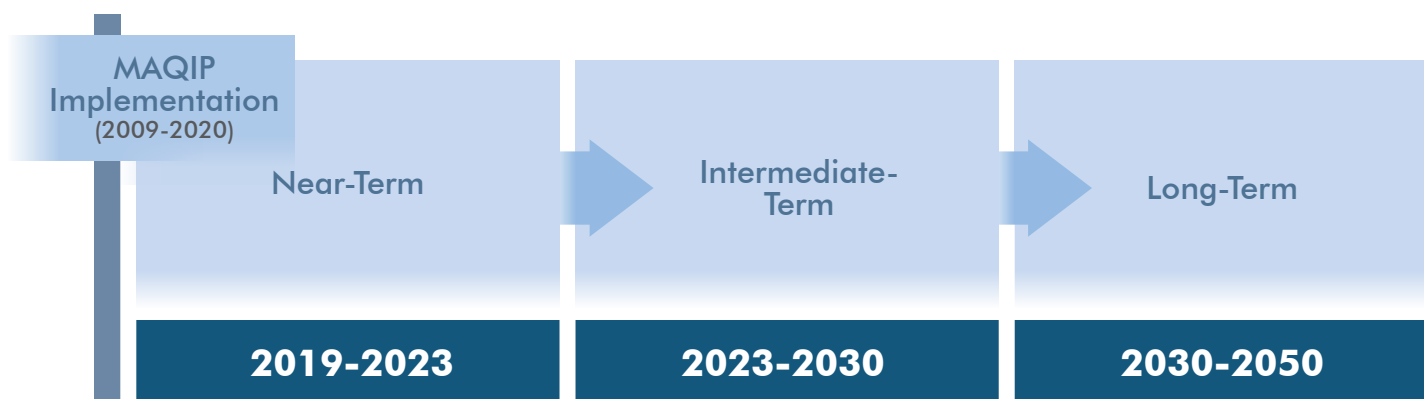 MAQIP
Implementation
(2009-2020)
Near-Term
Intermediate-
Term
Long-Term
2019-2023
2023-2030
2030-2050